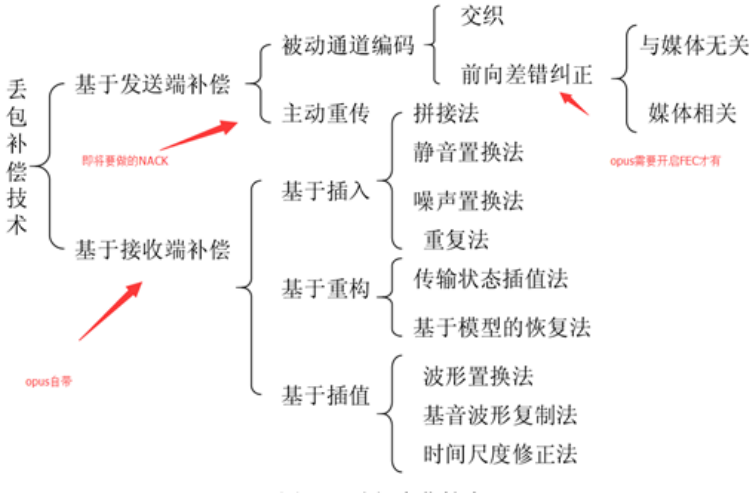 丢包补偿技术
基于发送端补偿
被动通道编码
交织
前向差错纠正
与媒体无关
媒体相关
opus需要开启FEC才有
主动重传
即将要做的NACK
基于接收端补偿
opus自带
基于插入
拼接法
静音置换法
噪声置换法
重复法
基于重构
传输状态插值法
基于模型的恢复法
基于插值
波形置换法
基音波形复制法
时间尺度修正法